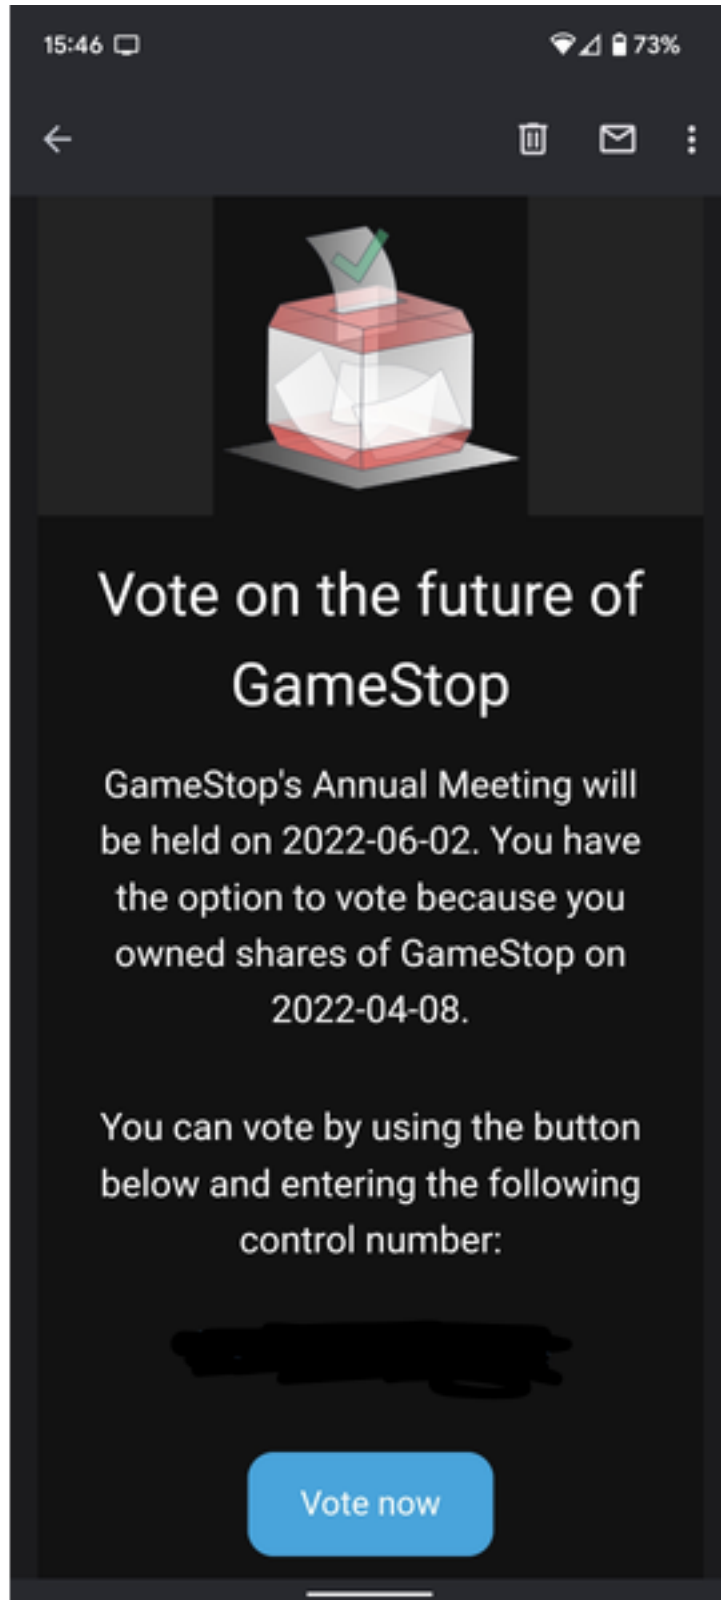 15:46
73%
Vote on the future of
GameStop
GameStop's Annual Meeting will
be held on 2022-06-02. You have
the option to vote because you
owned shares of GameStop on
2022-04-08.
You can vote by using the button
below and entering the following
control number:
Vote now